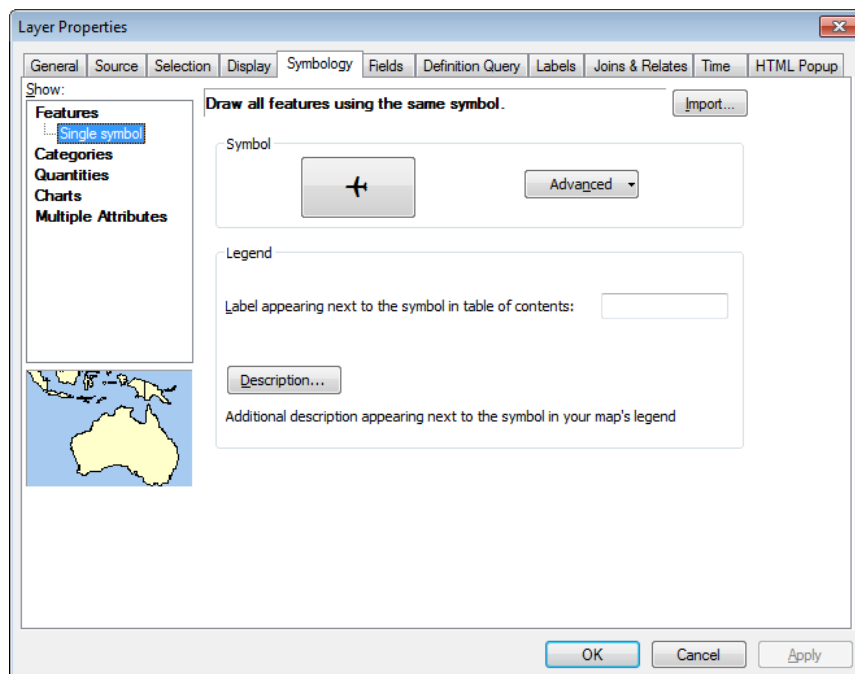 Layer Properties
General Source Selection Display Symbology Fields Definition Query Labels Joins & Relates Time HTML Popup
Show:
Features
Single symbol
Categories
Quantities
Charts
Multiple Attributes
Draw all features using the same symbol.
Import...
Symbol
Advanced
Legend
Label appearing next to the symbol in table of contents:
Description...
Additional description appearing next to the symbol in your map's legend
OK Cancel Apply